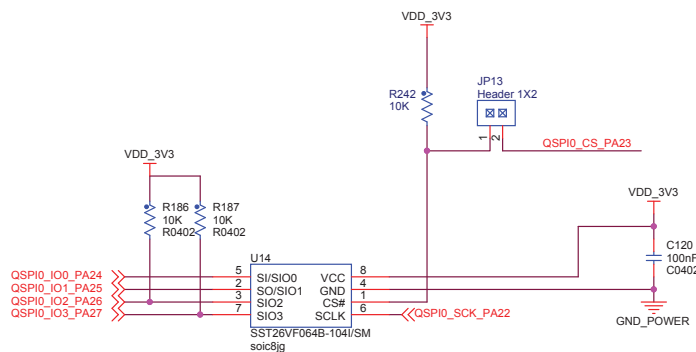 VDD_3V3
JP13
Header 1X2
R242
10K
1
2
QSPI0_CS_PA23
VDD_3V3
VDD_3V3
R186
10K
R0402
R187
10K
R0402
C120
100nF
C0402
U14
QSPI0_IO0_PA24
QSPI0_IO1_PA25
QSPI0_IO2_PA26
QSPI0_IO3_PA27
5
2
3
7
SI/SIO0
SO/SIO1
SIO2
SIO3
VCC
GND
CS#
SCLK
8
4
1
6
QSPI0_SCK_PA22
GND_POWER
SST26VF064B-104I/SM
soic8jg